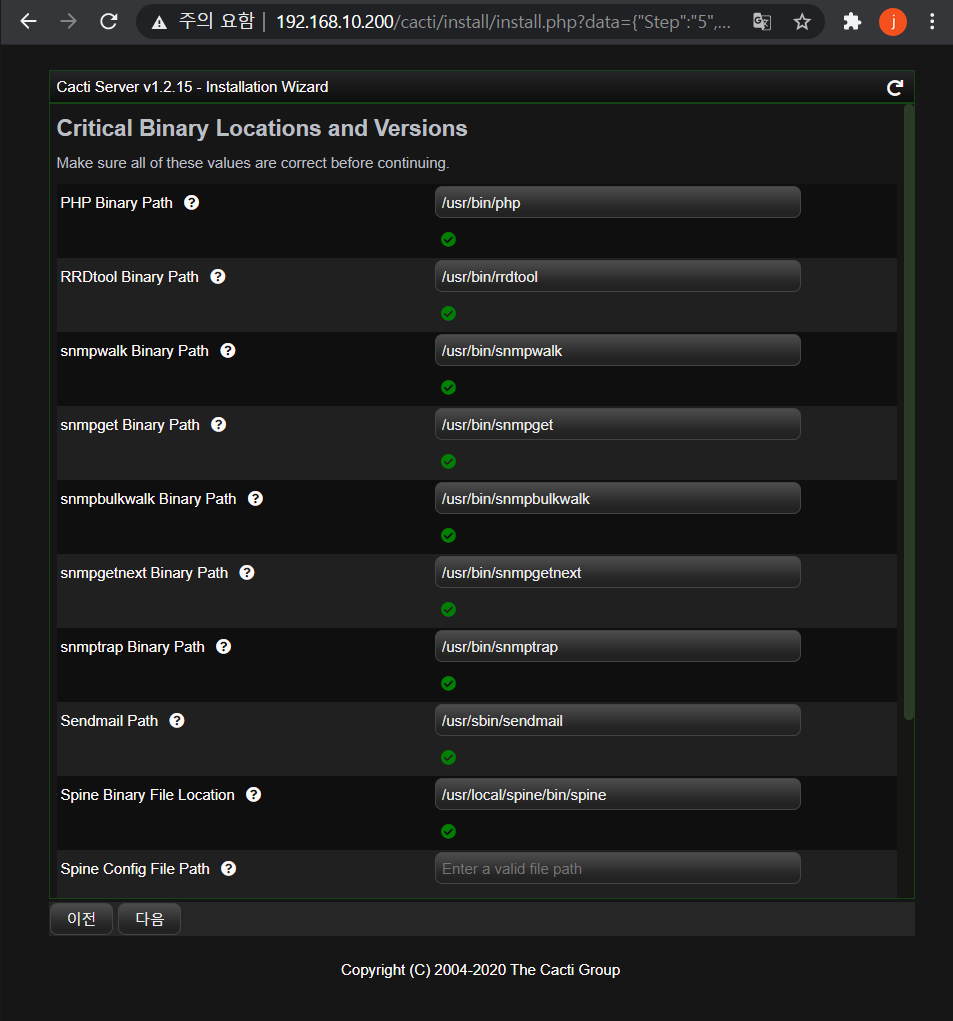 주의 요함 192.168.10.200/cacti/install/install.php?data={"Step":"5",...
j
Cacti Server v1.2.15 - Installation Wizard
Critical Binary Locations and Versions
Make sure all of these values are correct before continuing.
PHP Binary Path ? /usr/bin/php
RRDtool Binary Path ? /usr/bin/rrdtool
snmpwalk Binary Path ? /usr/bin/snmpwalk
snmpget Binary Path ? /usr/bin/snmpget
snmpbulkwalk Binary Path ? /usr/bin/snmpbulkwalk
snmpgetnext Binary Path ? /usr/bin/snmpgetnext
snmptrap Binary Path ? /usr/bin/snmptrap
Sendmail Path ? /usr/sbin/sendmail
Spine Binary File Location ? /usr/local/spine/bin/spine
Spine Config File Path ? Enter a valid file path
이전 다음
Copyright (C) 2004-2020 The Cacti Group